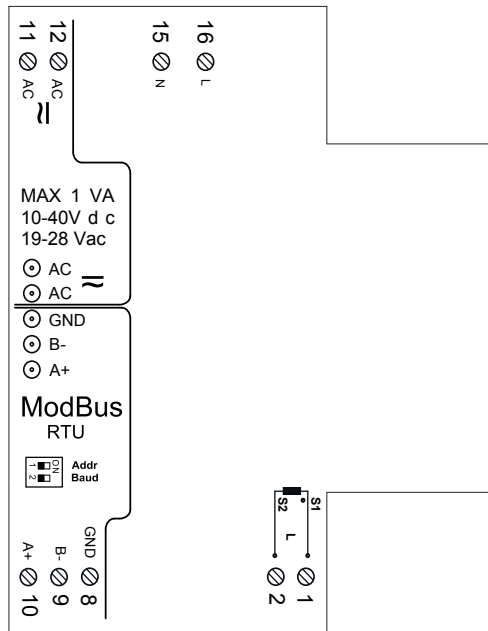 11 12 15 16
AC AC N L
MAX 1 VA
10-40V d c
19-28 Vac
AC
AC
GND
B-
A+
ModBus
RTU
ON
1
2
Addr
Baud
S2 S1
L
A+ B- GND
10 9 8 2 1